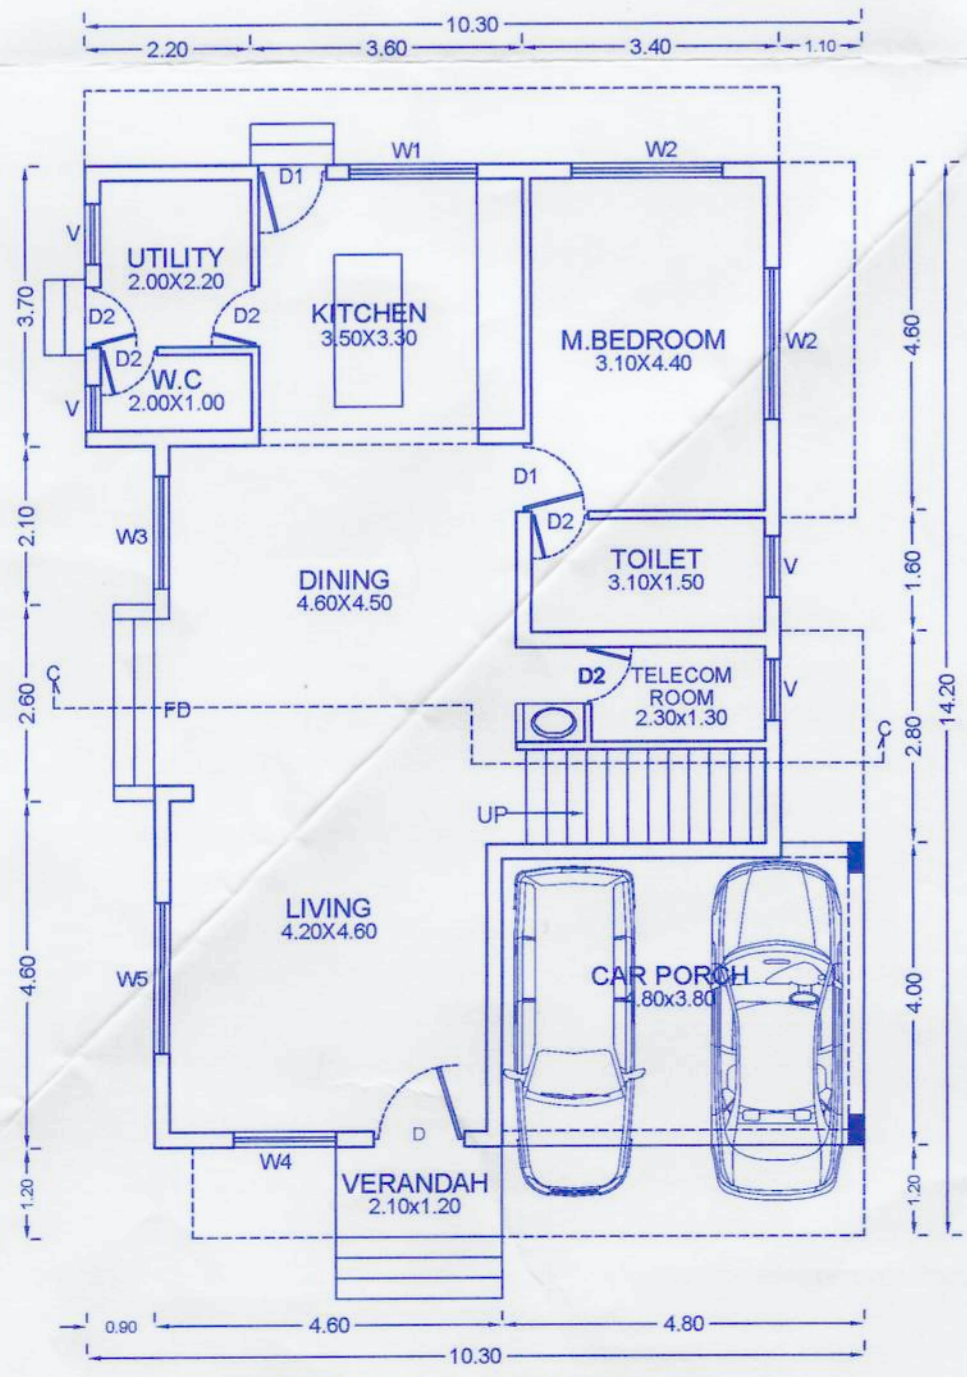 10.30
2.20 3.60 3.40 1.10
W1 W2
D1
V
UTILITY
2.00X2.20
KITCHEN
3.50X3.30
M.BEDROOM
3.10X4.40
W2
D2 D2
D2
W.C
2.00X1.00
V
3.70
4.60
14.20
D1
D2
W3
2.10
DINING
4.60X4.50
TOILET
3.10X1.50
V
1.60
D2
TELECOM
ROOM
2.30x1.30
V
C
FD
2.60
C
2.80
UP
LIVING
4.20X4.60
W5
4.60
CAR PORCH
4.80x3.80
4.00
D
W4
VERANDAH
2.10x1.20
1.20
1.20
0.90 4.60 4.80
10.30